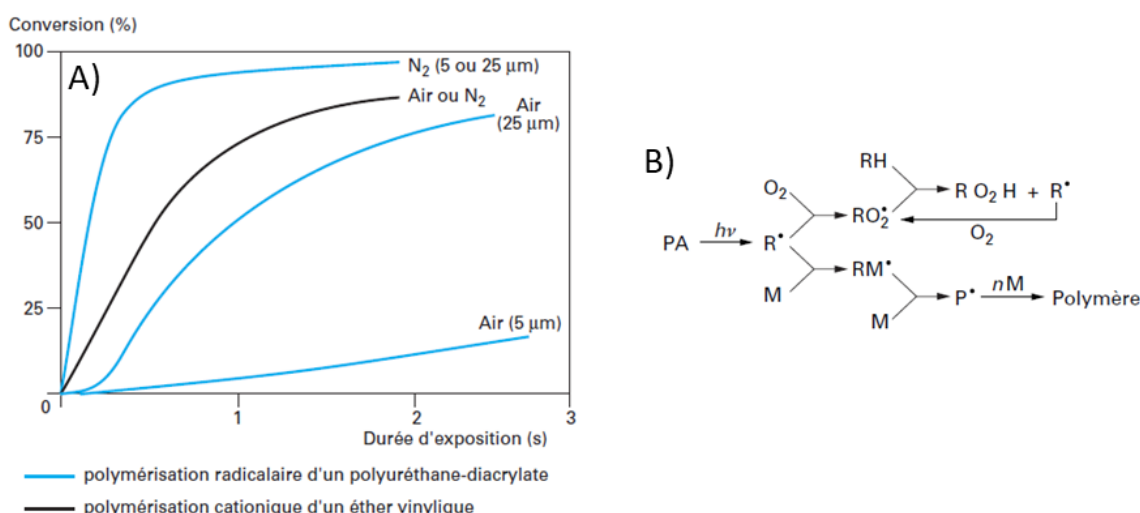 Conversion (%)
100
A)
N₂ (5 ou 25 μm)
Air ou N₂
Air
(25 μm)
75
50
25
Air (5 μm)
0
1
2
3
Durée d'exposition (s)
polymérisation radicalaire d'un polyuréthane-diacrylate
polymérisation cationique d'un éther vinylique
B)
RH
O₂
RO₂•
R O₂ H + R•
O₂
PA
hν
R•
M
RM•
M
P•
nM
Polymère